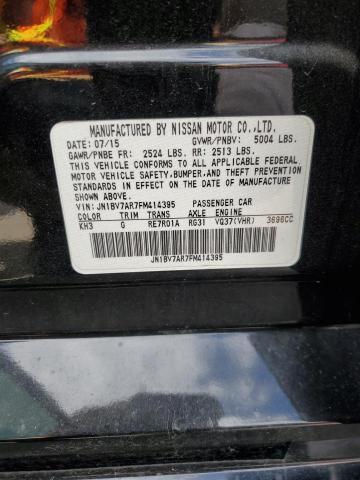 MANUFACTURED BY NISSAN MOTOR CO.,LTD.
DATE: 07/15 GVWR/PNBV: 5004 LBS.
GAWR/PNBE FR: 2524 LBS. RR: 2513 LBS.
THIS VEHICLE CONFORMS TO ALL APPLICABLE FEDERAL
MOTOR VEHICLE SAFETY,BUMPER,AND THEFT PREVENTION
STANDARDS IN EFFECT ON THE DATE OF MANUFACTURE
SHOWN ABOVE.
VIN: JN1BV7AR7FM414395 PASSENGER CAR
COLOR TRIM TRANS AXLE ENGINE
KH3 G RE7R01A RG31 VQ37(VHR) 3696CC
JN1BV7AR7FM414395